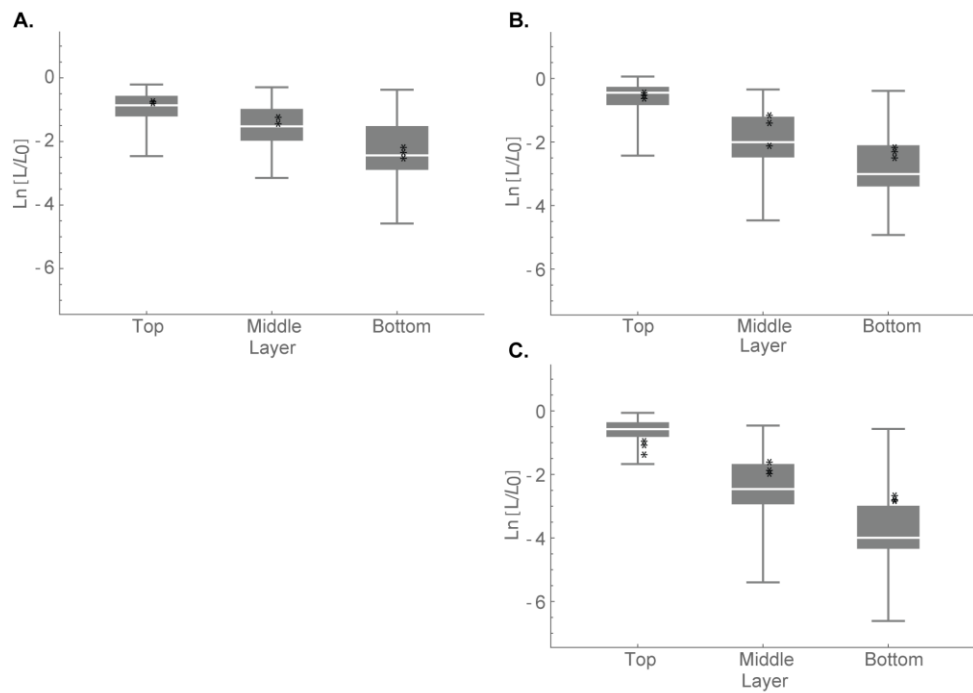 A.
0
-2
-4
-6
Ln [L/L0]
Top
Middle
Bottom
Layer
B.
0
-2
-4
-6
Ln [L/L0]
Top
Middle
Bottom
Layer
C.
0
-2
-4
-6
Ln [L/L0]
Top
Middle
Bottom
Layer